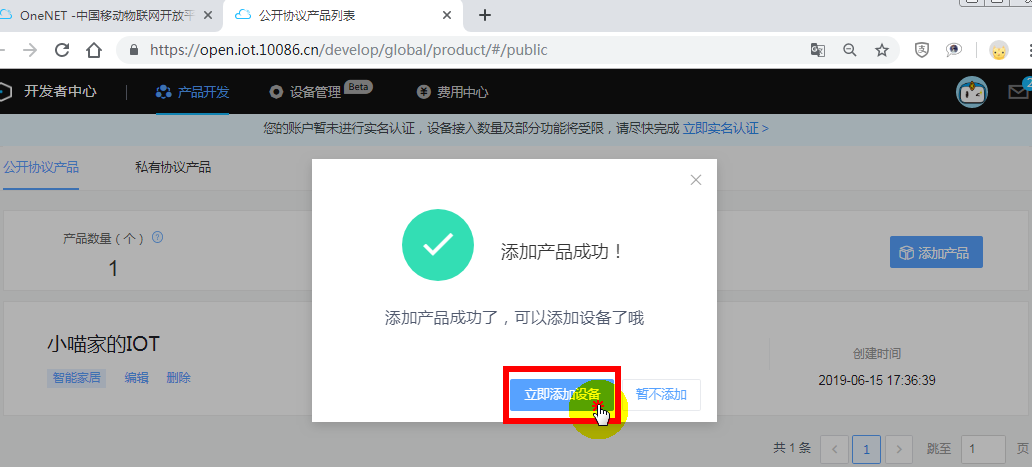 OneNET -中国移动物联网开放平
公开协议产品列表
https://open.iot.10086.cn/develop/global/product/#/public
开发者中心
产品开发
设备管理 Beta
费用中心
2
您的账户暂未进行实名认证，设备接入数量及部分功能将受限，请尽快完成 立即实名认证 >
公开协议产品
私有协议产品
产品数量（个）
1
添加产品
添加产品成功！
添加产品成功了，可以添加设备了哦
立即添加设备
暂不添加
小喵家的IOT
智能家居
编辑
删除
创建时间
2019-06-15 17:36:39
共 1 条
1
跳至
1
页